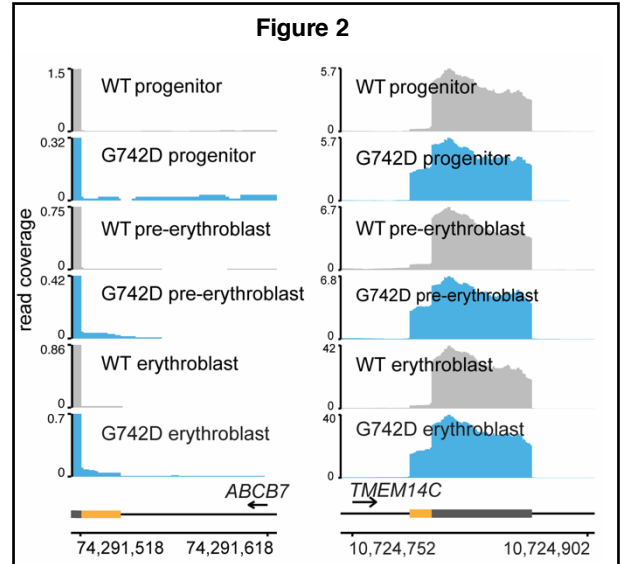 Figure 2
read coverage
1.5
WT progenitor
0
0.32
G742D progenitor
0
0.75
WT pre-erythroblast
0
0.42
G742D pre-erythroblast
0
0.86
WT erythroblast
0
0.7
G742D erythroblast
0
ABCB7
74,291,518 74,291,618
5.7
WT progenitor
0
5.7
G742D progenitor
0
6.7
WT pre-erythroblast
0
6.8
G742D pre-erythroblast
0
42
WT erythroblast
0
40
G742D erythroblast
0
TMEM14C
10,724,752 10,724,902